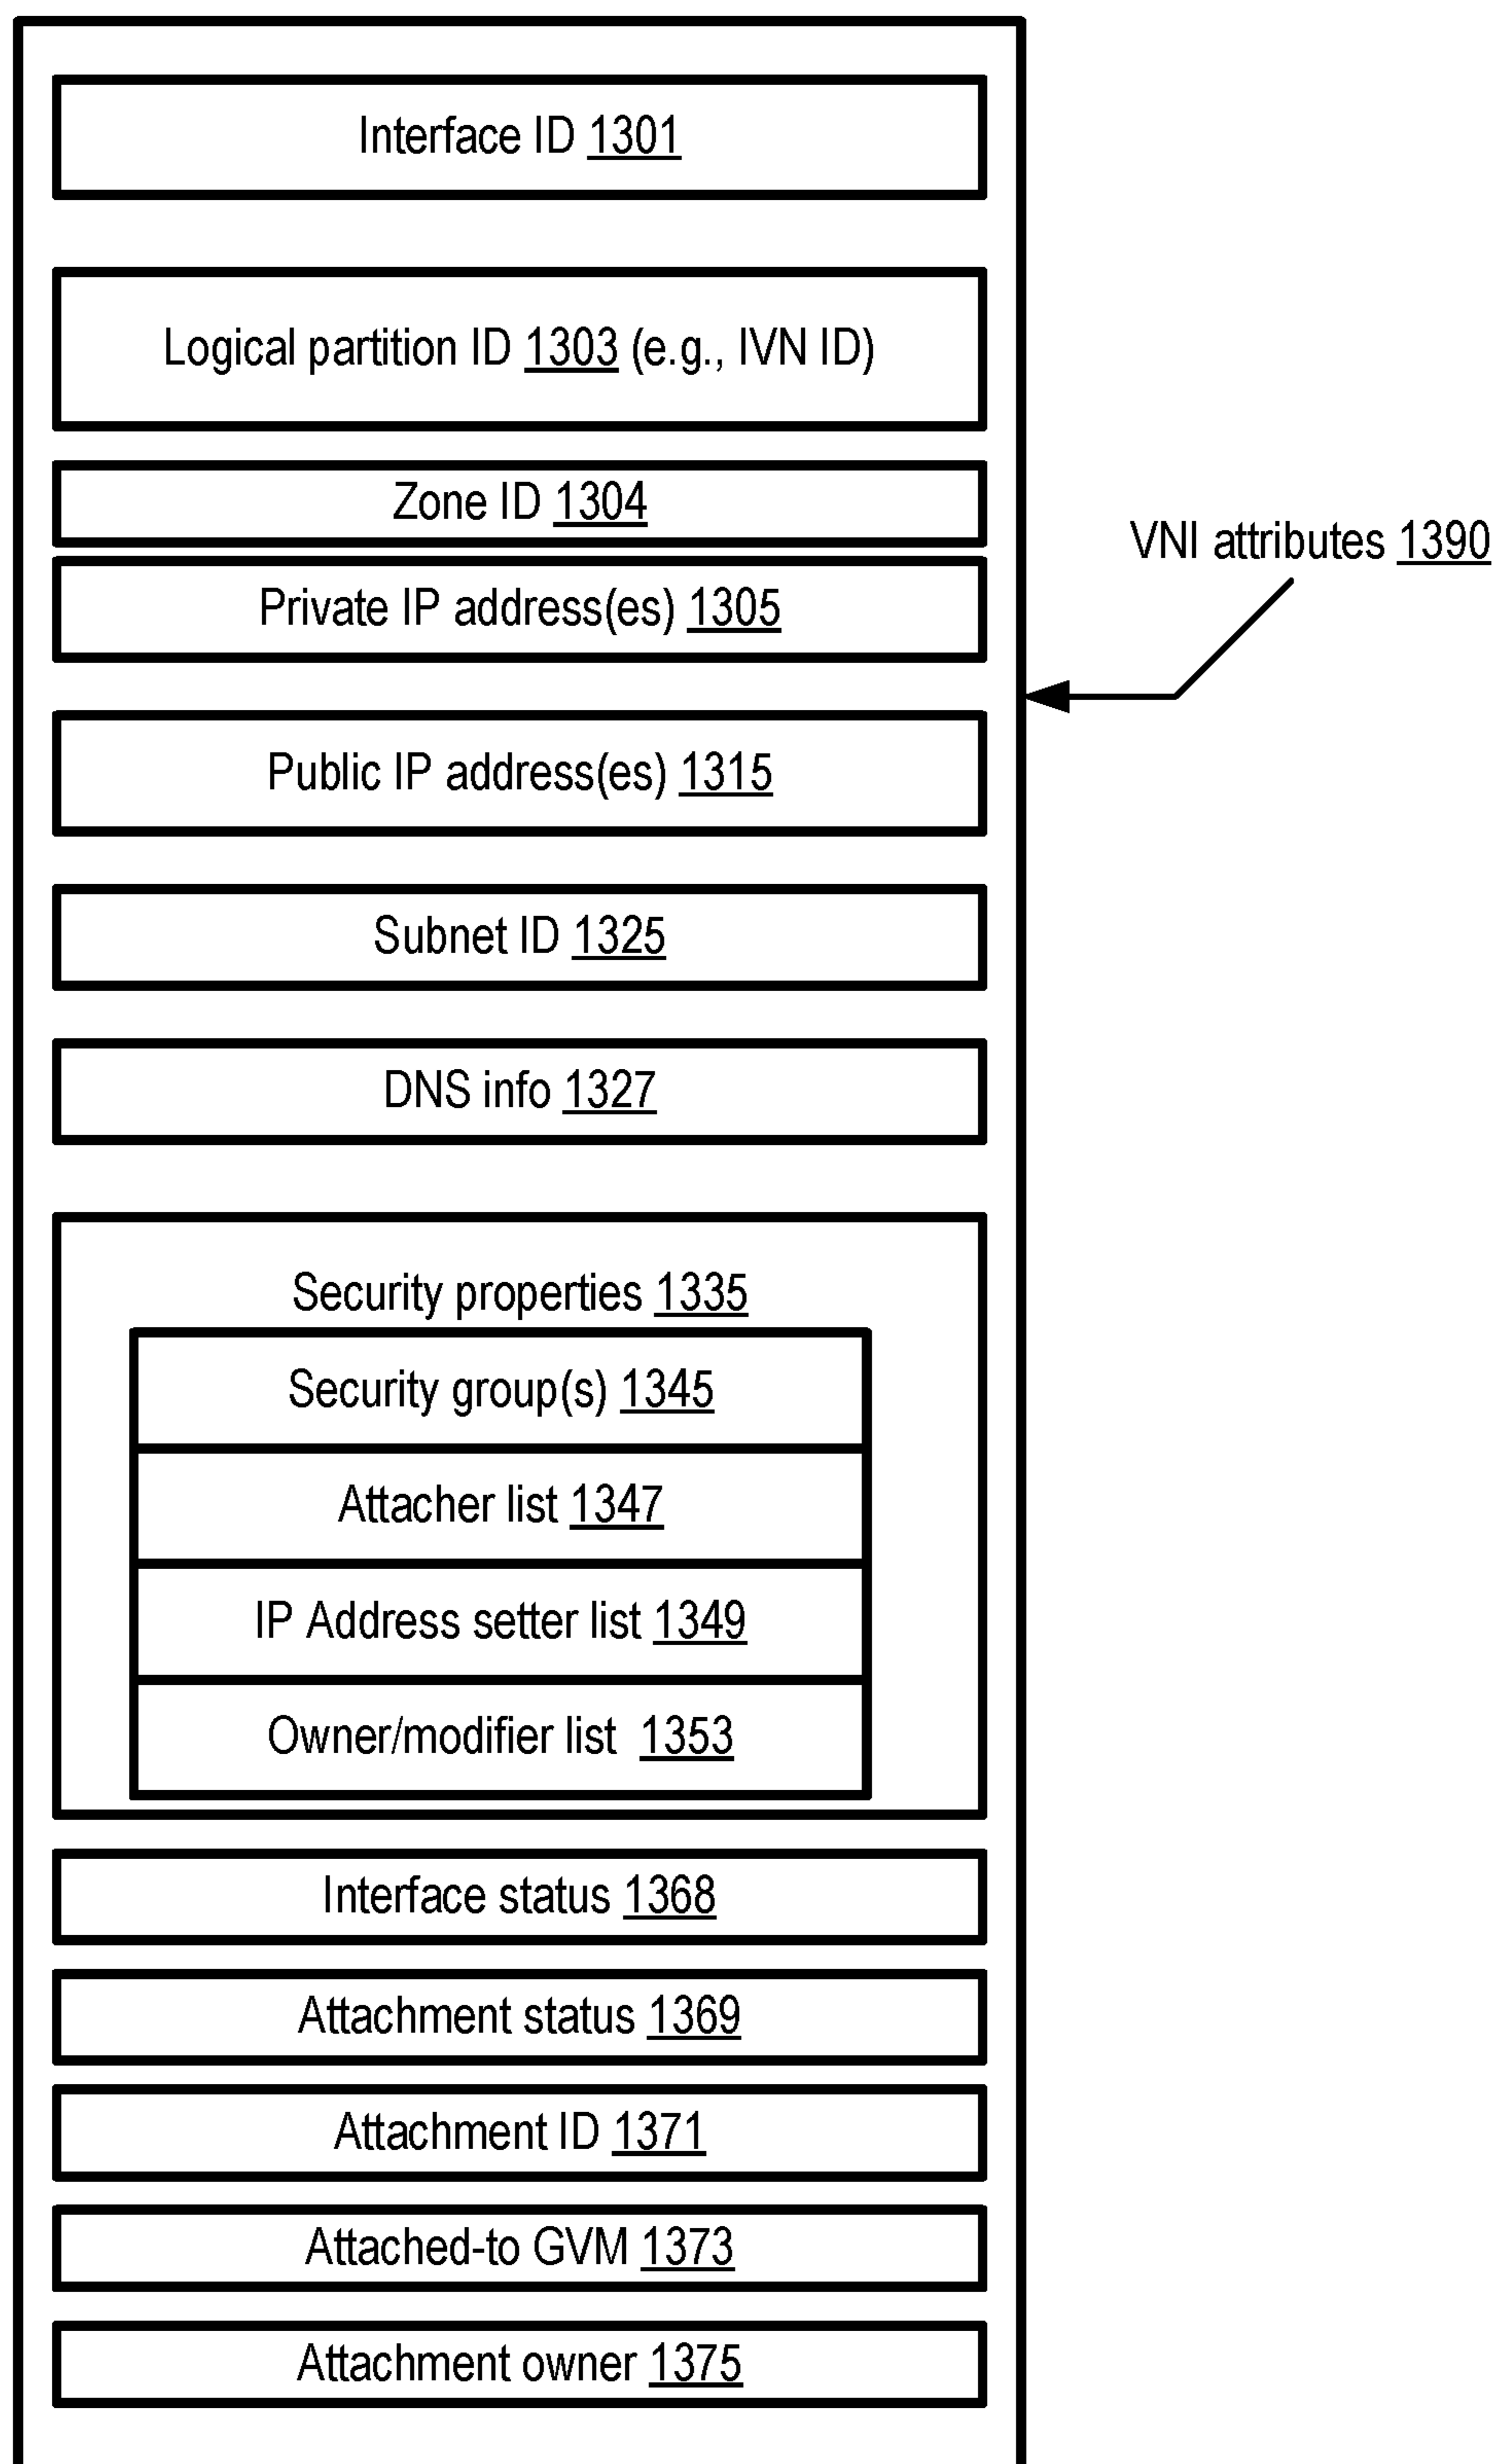 Interface ID 1301
Logical partition ID 1303 (e.g., IVN ID)
Zone ID 1304
VNI attributes 1390
Private IP address(es) 1305
Public IP address(es) 1315
Subnet ID 1325
DNS info 1327
Security properties 1335
Security group(s) 1345
Attacher list 1347
IP Address setter list 1349
Owner/modifier list 1353
Interface status 1368
Attachment status 1369
Attachment ID 1371
Attached-to GVM 1373
Attachment owner 1375